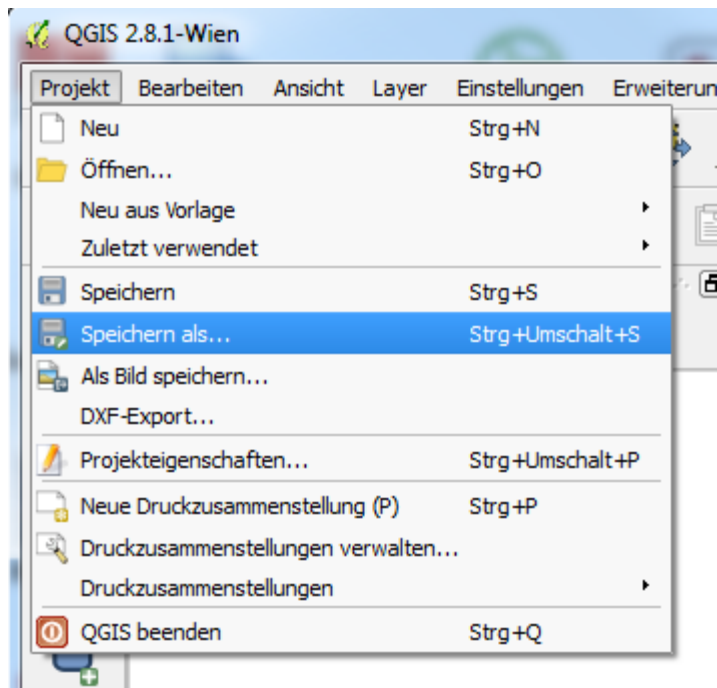 QGIS 2.8.1-Wien
Projekt Bearbeiten Ansicht Layer Einstellungen
Neu Strg+N
Öffnen... Strg+O
Neu aus Vorlage
Zuletzt verwendet
Speichern Strg+S
Speichern als... Strg+Umschalt+S
Als Bild speichern...
DXF-Export...
Projekteigenschaften... Strg+Umschalt+P
Neue Druckzusammenstellung (P) Strg+P
Druckzusammenstellungen verwalten...
Druckzusammenstellungen
QGIS beenden Strg+Q